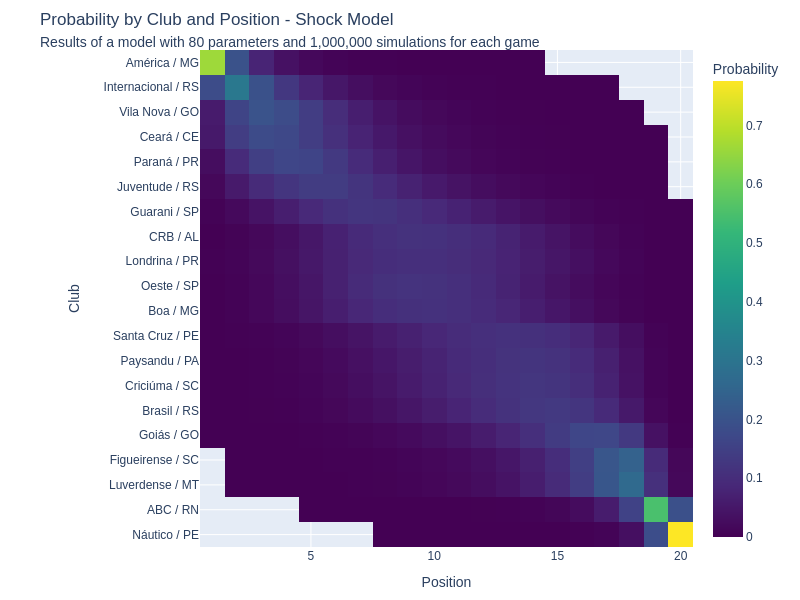 Probability by Club and Position - Shock Model
Results of a model with 80 parameters and 1,000,000 simulations for each game
Probability
América / MG
Internacional / RS
Vila Nova / GO
Ceará / CE
Paraná / PR
Juventude / RS
Guarani / SP
CRB / AL
Londrina / PR
Oeste / SP
Boa / MG
Santa Cruz / PE
Paysandu / PA
Criciúma / SC
Brasil / RS
Goiás / GO
Figueirense / SC
Luverdense / MT
ABC / RN
Náutico / PE
Club
0.7
0.6
0.5
0.4
0.3
0.2
0.1
0
5
10
15
20
Position